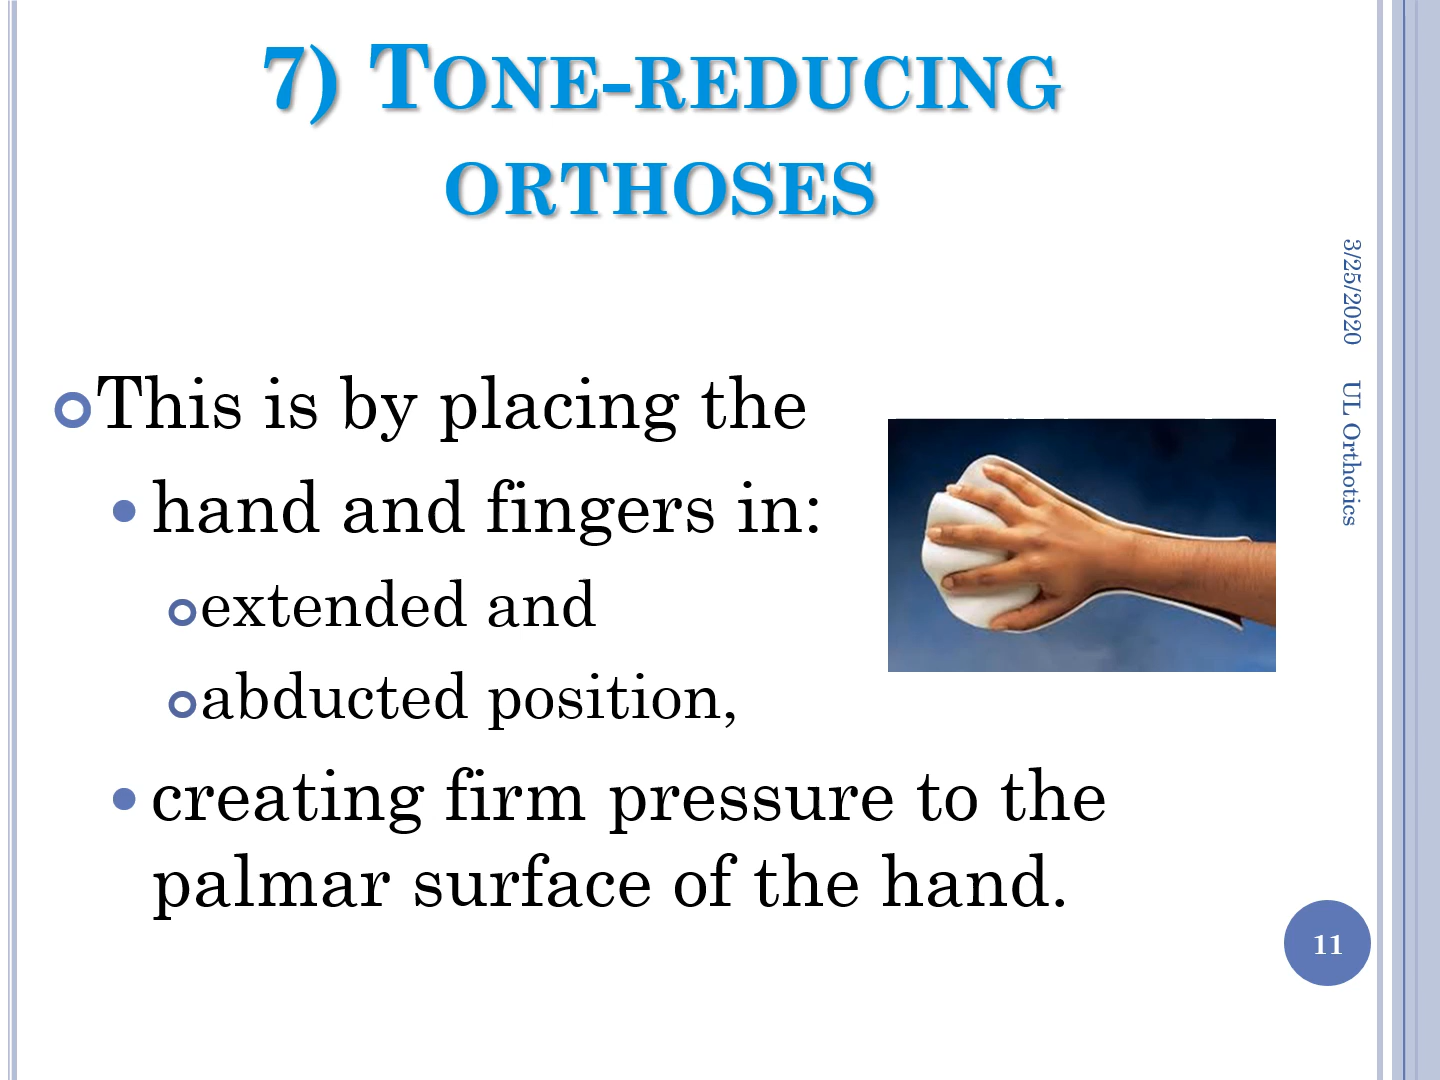 7) Tone-reducing
orthoses
This is by placing the
hand and fingers in:
extended and
abducted position,
creating firm pressure to the
palmar surface of the hand.
3/25/2020
UL Orthotics
11